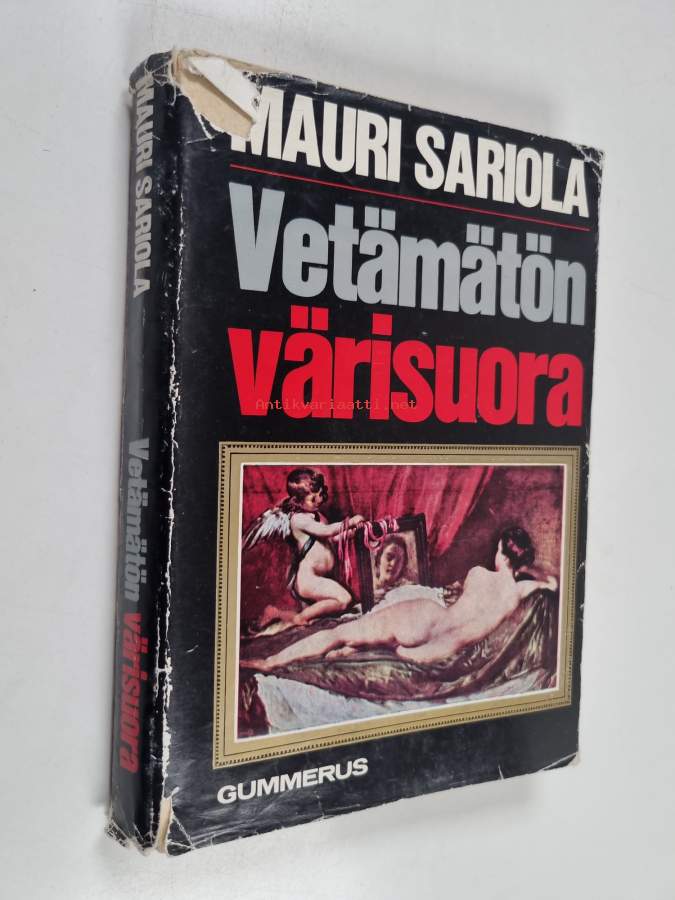 MAURI SARIOLA
Vetämätön
värisuora
Antikvariaatti.net
GUMMERUS
MAURI SARIOLA
Vetämätön värisuora